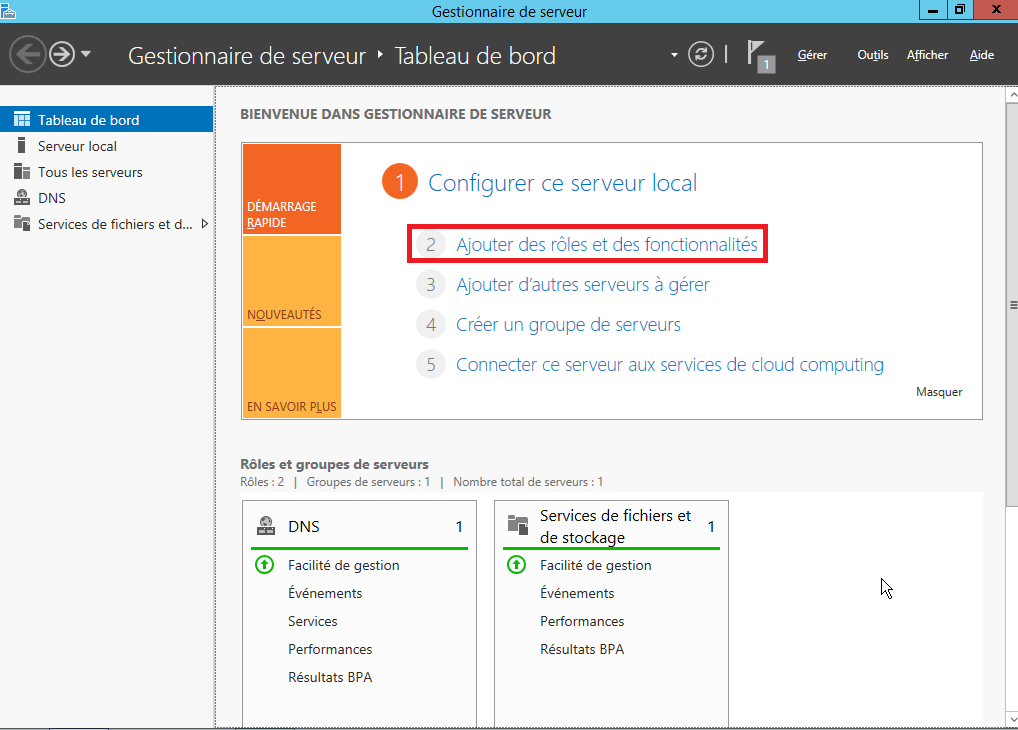 Gestionnaire de serveur
Gestionnaire de serveur ‣ Tableau de bord
1
Gérer
Outils
Afficher
Aide
Tableau de bord
Serveur local
Tous les serveurs
DNS
Services de fichiers et d...
BIENVENUE DANS GESTIONNAIRE DE SERVEUR
DÉMARRAGE
RAPIDE
NOUVEAUTÉS
EN SAVOIR PLUS
1 Configurer ce serveur local
2 Ajouter des rôles et des fonctionnalités
3 Ajouter d’autres serveurs à gérer
4 Créer un groupe de serveurs
5 Connecter ce serveur aux services de cloud computing
Masquer
Rôles et groupes de serveurs
Rôles : 2 | Groupes de serveurs : 1 | Nombre total de serveurs : 1
DNS 1
Facilité de gestion
Événements
Services
Performances
Résultats BPA
Services de fichiers et
de stockage 1
Facilité de gestion
Événements
Performances
Résultats BPA